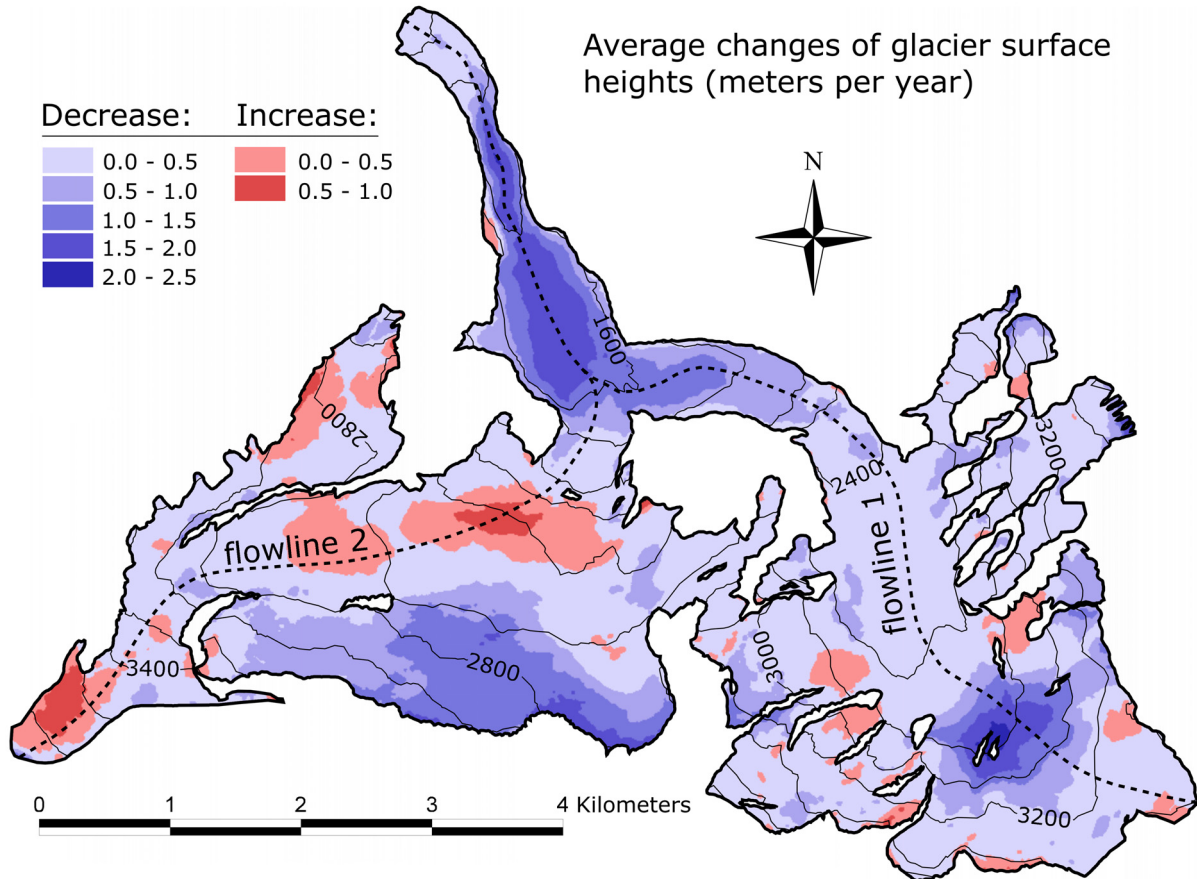 Average changes of glacier surface
heights (meters per year)
Decrease:
Increase:
0.0 - 0.5
0.5 - 1.0
1.0 - 1.5
1.5 - 2.0
2.0 - 2.5
0.0 - 0.5
0.5 - 1.0
N
1600
2800
3200
2400
flowline 2
flowline 1
3000
3400
2800
3200
0 1 2 3 4 Kilometers